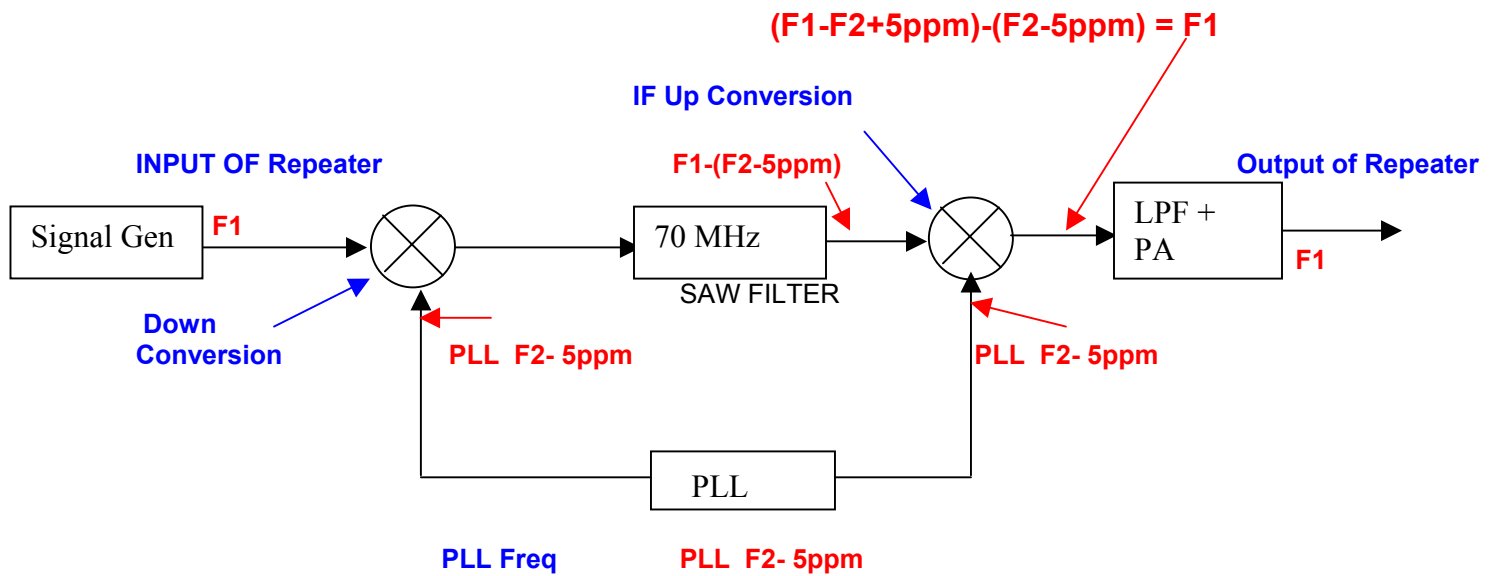 (F1-F2+5ppm)-(F2-5ppm) = F1
IF Up Conversion
INPUT OF Repeater
F1-(F2-5ppm)
Output of Repeater
Signal Gen
F1
70 MHz
LPF +
PA
F1
SAW FILTER
Down
Conversion
PLL F2- 5ppm
PLL F2- 5ppm
PLL
PLL Freq
PLL F2- 5ppm